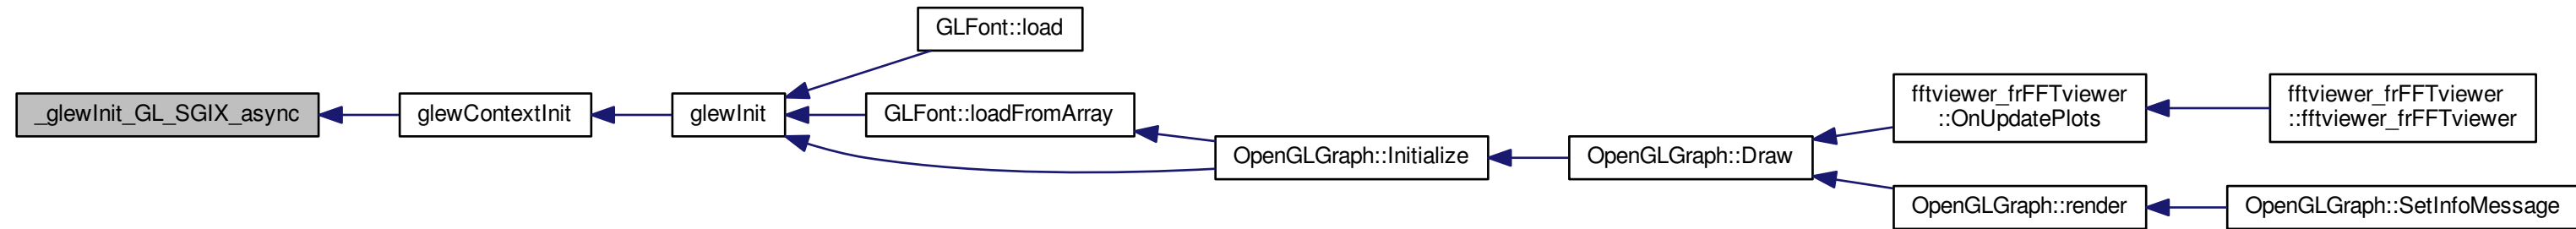 GLFont::load
_glewInit_GL_SGIX_async
glewContextInit
glewInit
GLFont::loadFromArray
OpenGLGraph::Initialize
OpenGLGraph::Draw
fftviewer_frFFTviewer
::OnUpdatePlots
fftviewer_frFFTviewer
::fftviewer_frFFTviewer
OpenGLGraph::render
OpenGLGraph::SetInfoMessage